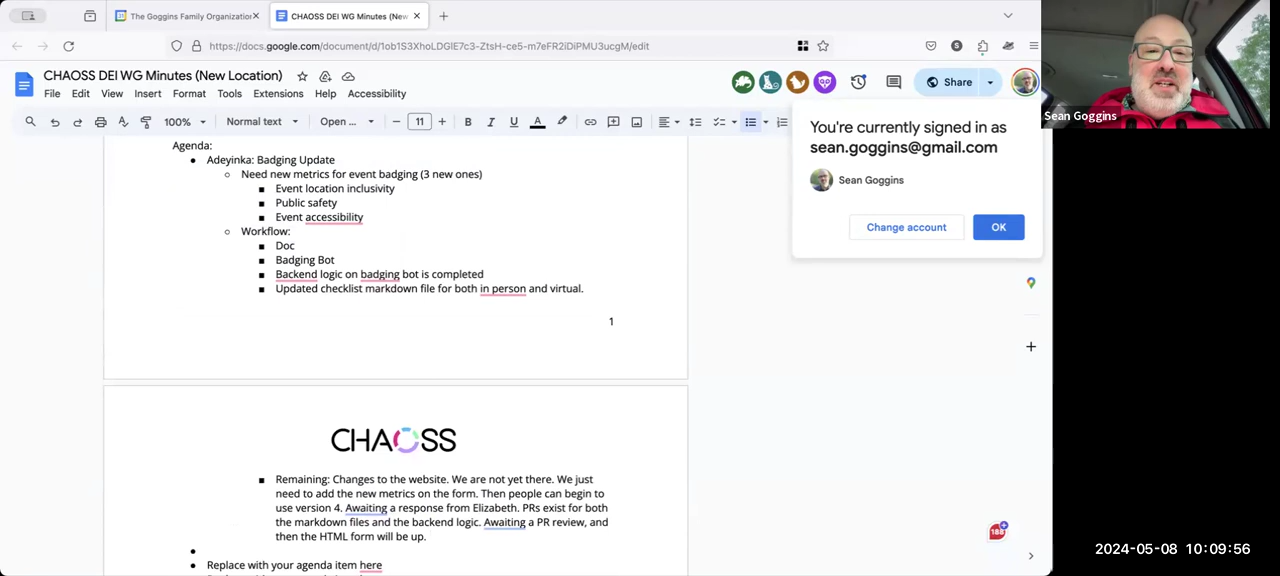 The Goggins Family Organization
CHAOSS DEI WG Minutes (New
https://docs.google.com/document/d/1ob1S3XhoLDGlE7c3-ZtsH-ce5-m7eFR2iDiPMU3ucgM/edit
CHAOSS DEI WG Minutes (New Location)
File Edit View Insert Format Tools Extensions Help Accessibility
Share
100% Normal text Open ... 11 B I U A
You're currently signed in as
sean.goggins@gmail.com
Sean Goggins
Change account OK
Sean Goggins
Agenda:
Adeyinka: Badging Update
Need new metrics for event badging (3 new ones)
Event location inclusivity
Public safety
Event accessibility
Workflow:
Doc
Badging Bot
Backend logic on badging bot is completed
Updated checklist markdown file for both in person and virtual.
1
CHAOSS
Remaining: Changes to the website. We are not yet there. We just
need to add the new metrics on the form. Then people can begin to
use version 4. Awaiting a response from Elizabeth. PRs exist for both
the markdown files and the backend logic. Awaiting a PR review, and
then the HTML form will be up.
Replace with your agenda item here
188
2024-05-08 10:09:56